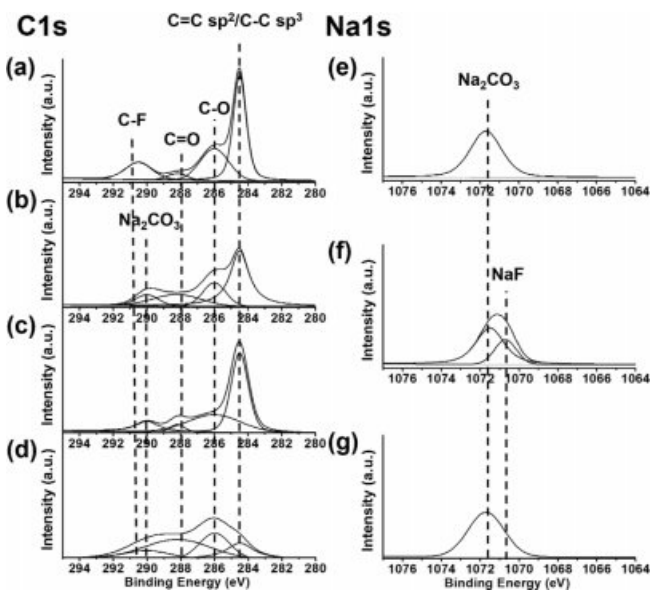 C1s
Na1s
C=C sp²/C-C sp³
(a)
C-F
C=O
C-O
Intensity (a.u.)
294 292 290 288 286 284 282 280
(b)
Na₂CO₃
Intensity (a.u.)
294 292 290 288 286 284 282 280
(c)
Intensity (a.u.)
294 292 290 288 286 284 282 280
(d)
Intensity (a.u.)
294 292 290 288 286 284 282 280
Binding Energy (eV)
(e)
Na₂CO₃
Intensity (a.u.)
1076 1074 1072 1070 1068 1066 1064
(f)
NaF
Intensity (a.u.)
1076 1074 1072 1070 1068 1066 1064
(g)
Intensity (a.u.)
1076 1074 1072 1070 1068 1066 1064
Binding Energy (eV)